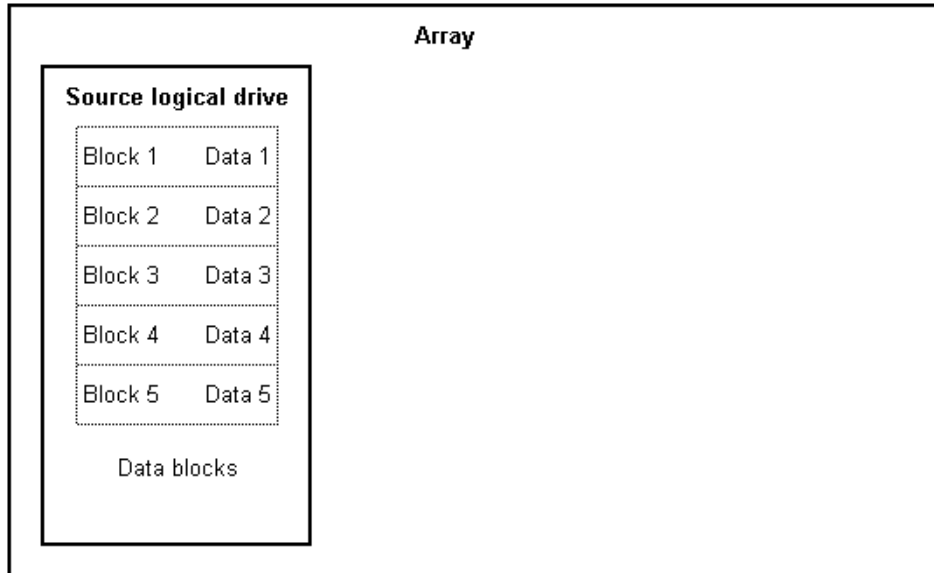 Array
Source logical drive
Block 1 Data 1
Block 2 Data 2
Block 3 Data 3
Block 4 Data 4
Block 5 Data 5
Data blocks